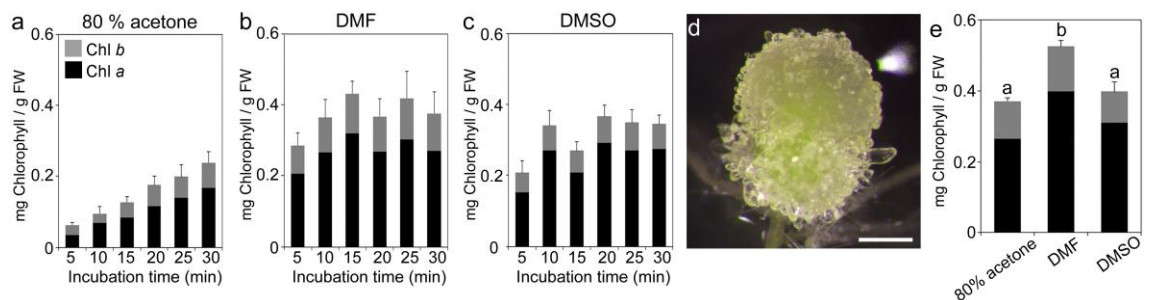 a
80 % acetone
0.6
0.4
0.2
0
Chl b
Chl a
mg Chlorophyll / g FW
5 10 15 20 25 30
Incubation time (min)
b
DMF
0.6
0.4
0.2
0
mg Chlorophyll / g FW
5 10 15 20 25 30
Incubation time (min)
c
DMSO
0.6
0.4
0.2
0
mg Chlorophyll / g FW
5 10 15 20 25 30
Incubation time (min)
d
e
0.6
0.4
0.2
0
mg Chlorophyll / g FW
a
b
a
80% acetone
DMF
DMSO